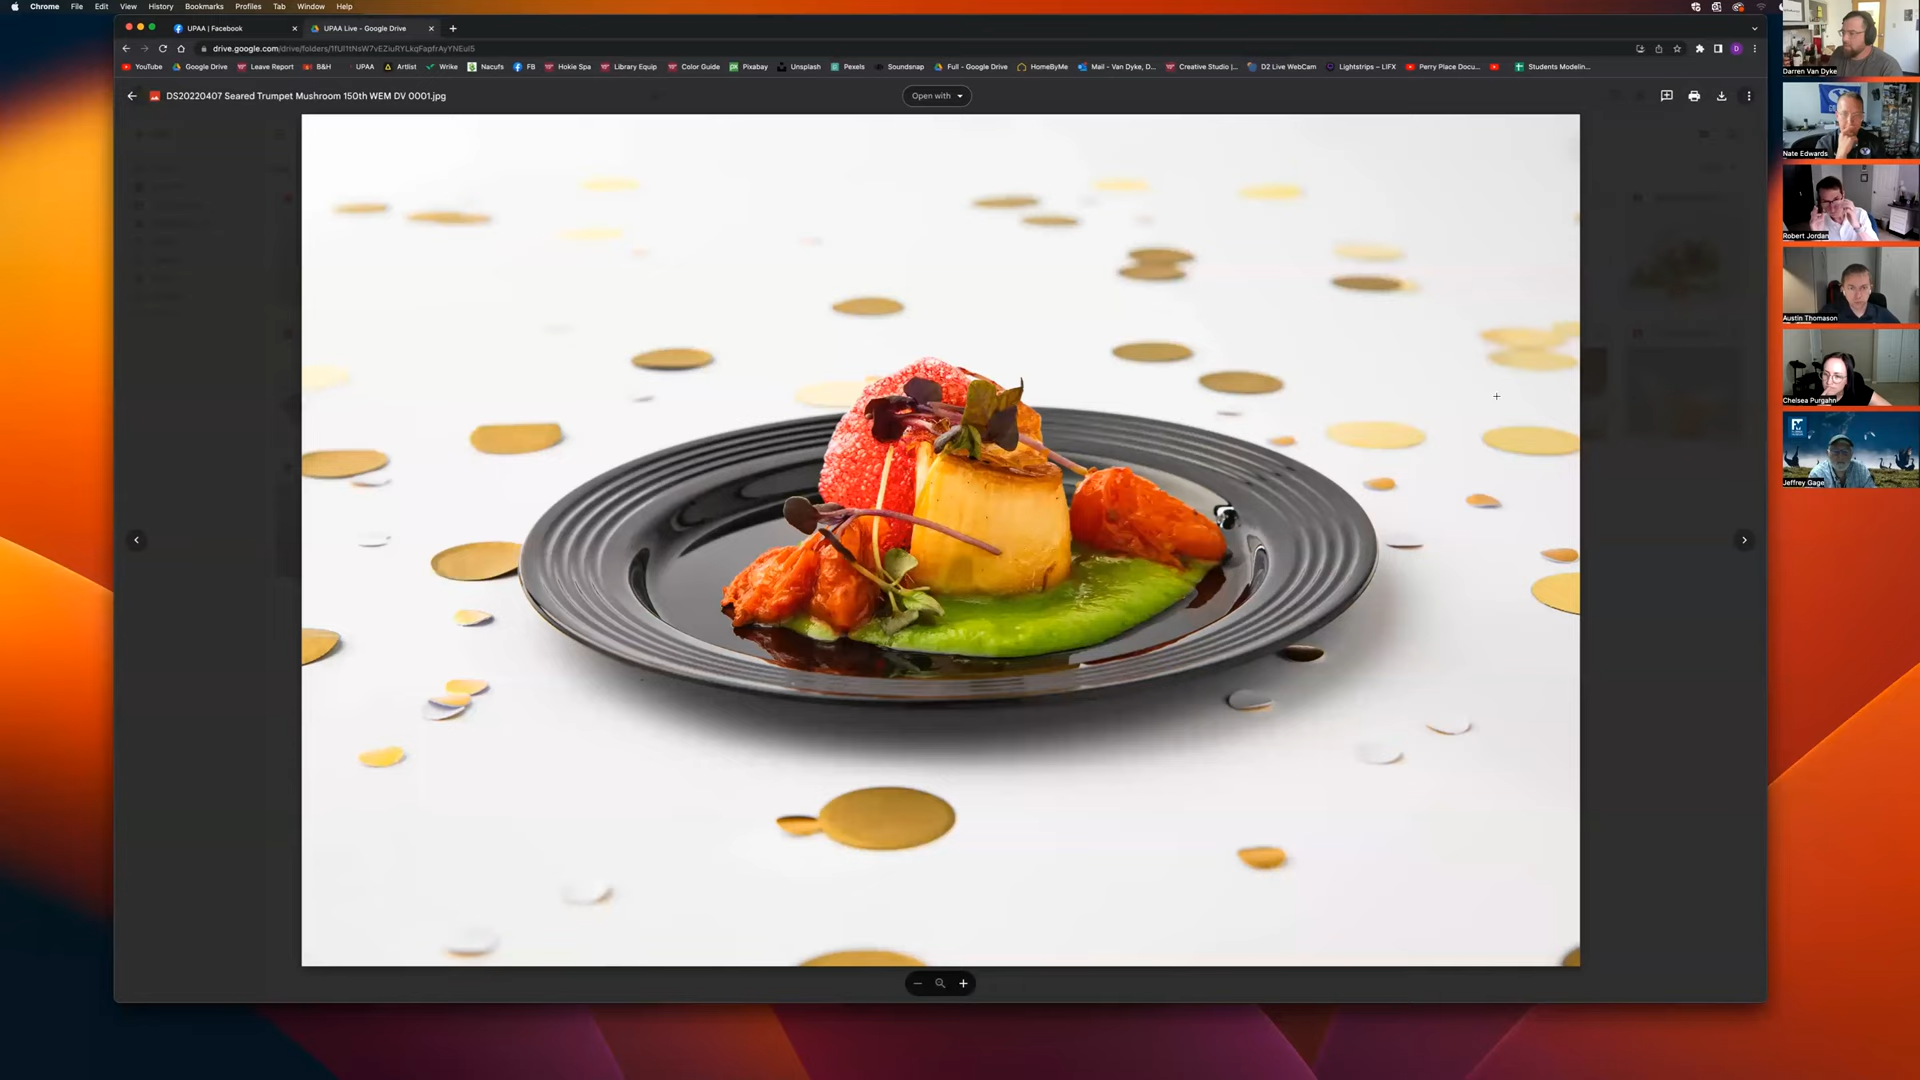 Chrome File Edit View History Bookmarks Profiles Tab Window Help
UPAA | Facebook
UPAA Live - Google Drive
YouTube Google Drive Leave Report B&H UPAA Artlist Wrike Nacufs FB Hokie Spa Library Equip Color Guide Pixabay Unsplash Pexels Soundsnap Full - Google Drive HomeByMe Mail - Van Dyke, D... Creative Studio |... D2 Live WebCam Lightstrips – LIFX Perry Place Docu... Students Modelin...
DS20220407 Seared Trumpet Mushroom 150th WEM DV 0001.jpg
Open with
Darren Van Dyke
Nate Edwards
Robert Jordan
Austin Thomason
Chelsea Purgahn
Jeffrey Gage